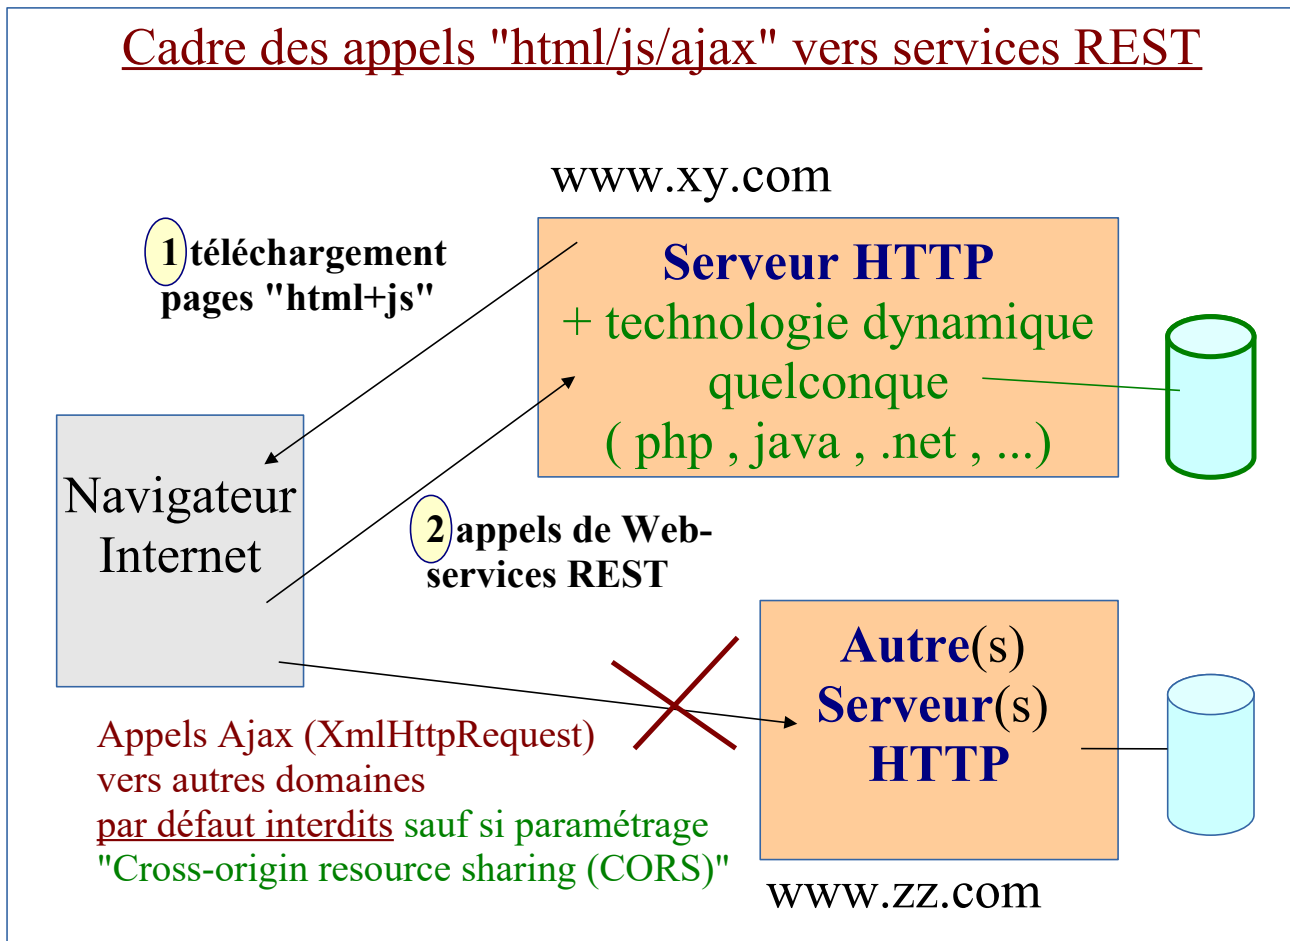 Cadre des appels "html/js/ajax" vers services REST
www.xy.com
1 téléchargement
pages "html+js"
Serveur HTTP
+ technologie dynamique
quelconque
( php , java , .net , ...)
Navigateur
Internet
2 appels de Web-
services REST
Autre(s)
Serveur(s)
HTTP
Appels Ajax (XmlHttpRequest)
vers autres domaines
par défaut interdits sauf si paramétrage
"Cross-origin resource sharing (CORS)"
www.zz.com